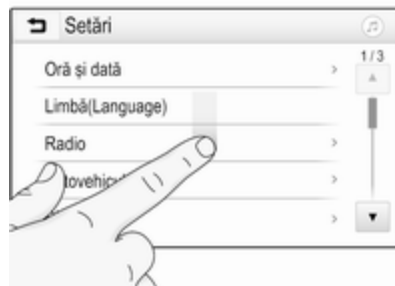 Setări
1/3
Oră și dată
Limbă(Language)
Radio